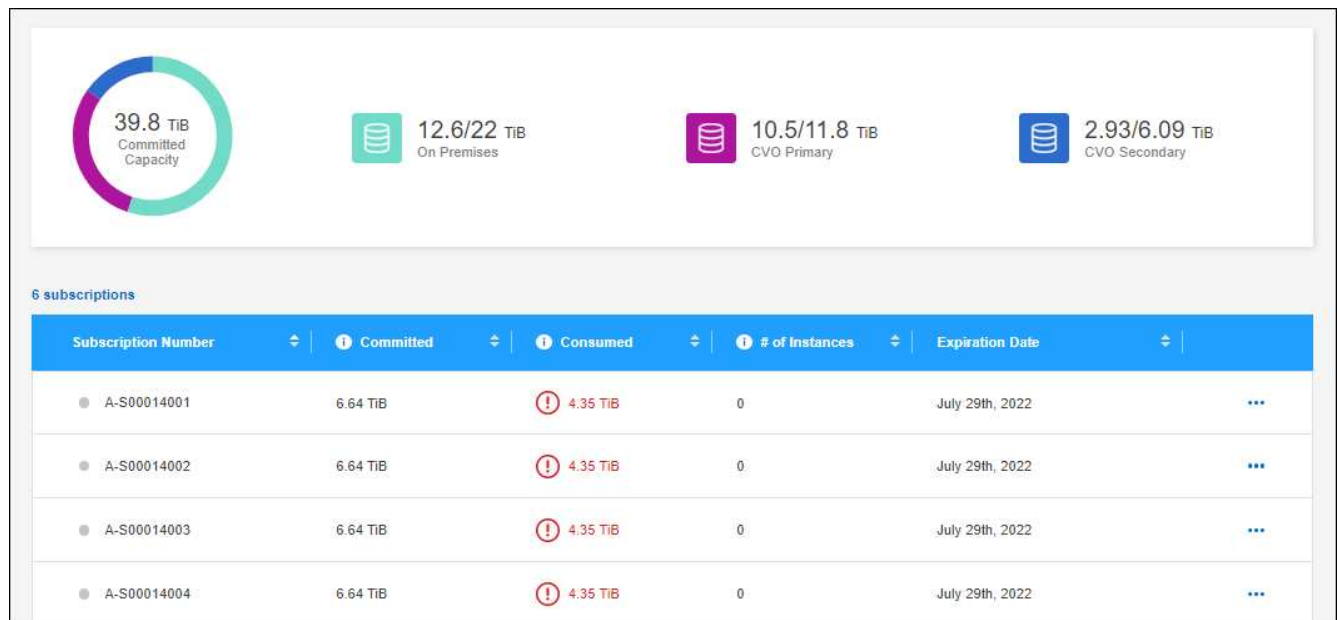 39.8 TiB
Committed
Capacity
12.6/22 TiB
On Premises
10.5/11.8 TiB
CVO Primary
2.93/6.09 TiB
CVO Secondary
6 subscriptions
Subscription Number Committed Consumed # of Instances Expiration Date
A-S00014001 6.64 TiB 4.35 TiB 0 July 29th, 2022
A-S00014002 6.64 TiB 4.35 TiB 0 July 29th, 2022
A-S00014003 6.64 TiB 4.35 TiB 0 July 29th, 2022
A-S00014004 6.64 TiB 4.35 TiB 0 July 29th, 2022